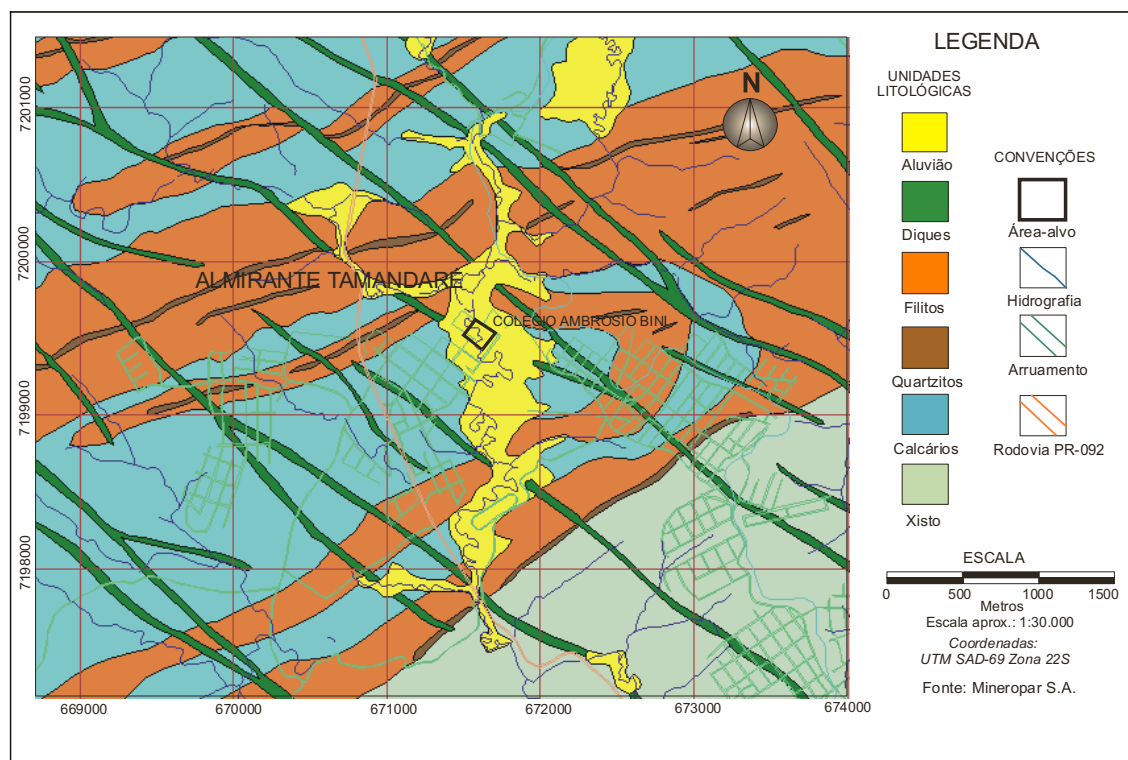 7201000
7200000
7199000
7198000
669000
670000
671000
672000
673000
674000
N
ALMIRANTE TAMANDARÉ
COLÉGIO AMBRÓSIO BINI
LEGENDA
UNIDADES
LITOLÓGICAS
Aluvião
Diques
Filitos
Quartzitos
Calcários
Xisto
CONVENÇÕES
Área-alvo
Hidrografia
Arruamento
Rodovia PR-092
ESCALA
0 500 1000 1500
Metros
Escala aprox.: 1:30.000
Coordenadas:
UTM SAD-69 Zona 22S
Fonte: Mineropar S.A.